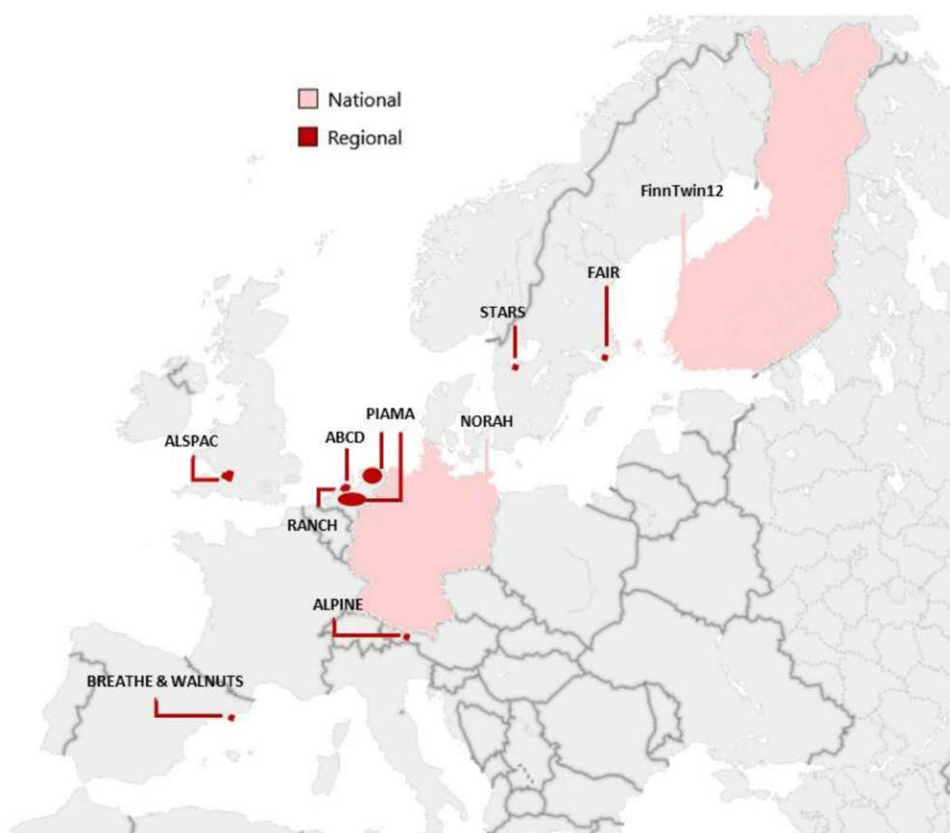 National
Regional
FinnTwin12
FAIR
STARS
PIAMA
NORAH
ABCD
ALSPAC
RANCH
ALPINE
BREATHE & WALNUTS